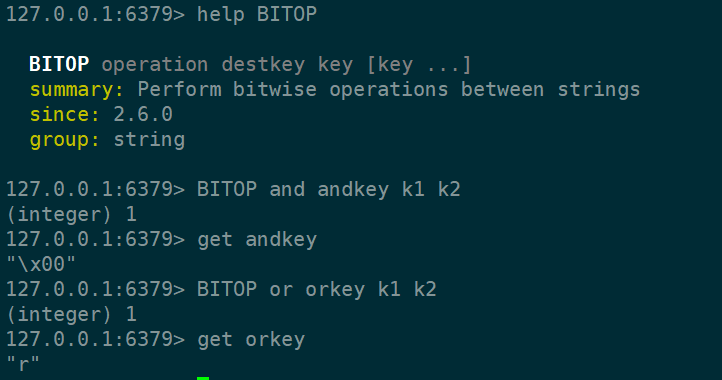 127.0.0.1:6379> help BITOP
BITOP operation destkey key [key ...]
summary: Perform bitwise operations between strings
since: 2.6.0
group: string
127.0.0.1:6379> BITOP and andkey k1 k2
(integer) 1
127.0.0.1:6379> get andkey
"\x00"
127.0.0.1:6379> BITOP or orkey k1 k2
(integer) 1
127.0.0.1:6379> get orkey
"r"